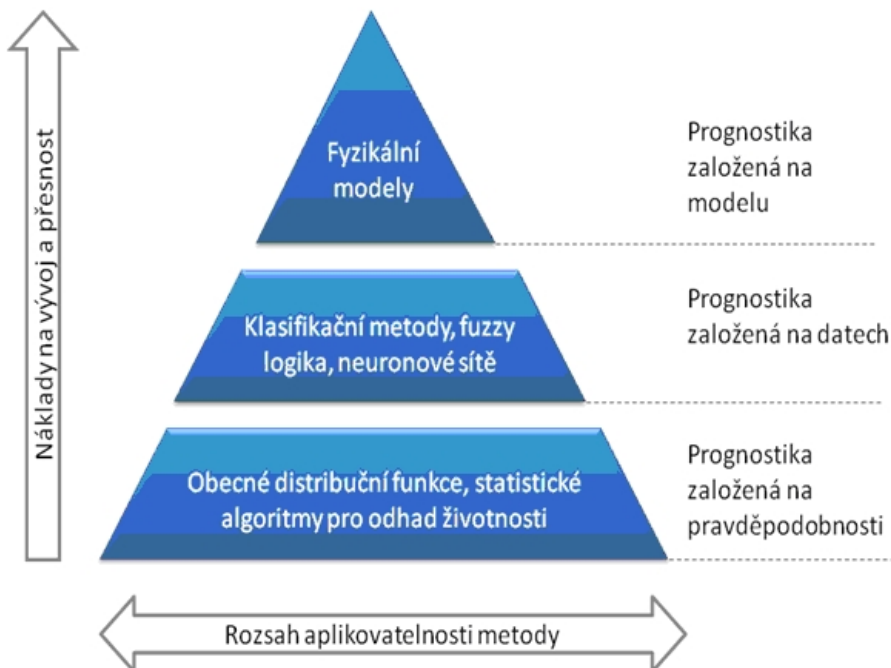 Náklady na vývoj a přesnost
Fyzikální
modely
Prognostika
založená na
modelu
Klasifikační metody, fuzzy
logika, neuronové sítě
Prognostika
založená na datech
Obecné distribuční funkce, statistické
algoritmy pro odhad životnosti
Prognostika
založená na
pravděpodobnosti
Rozsah aplikovatelnosti metody